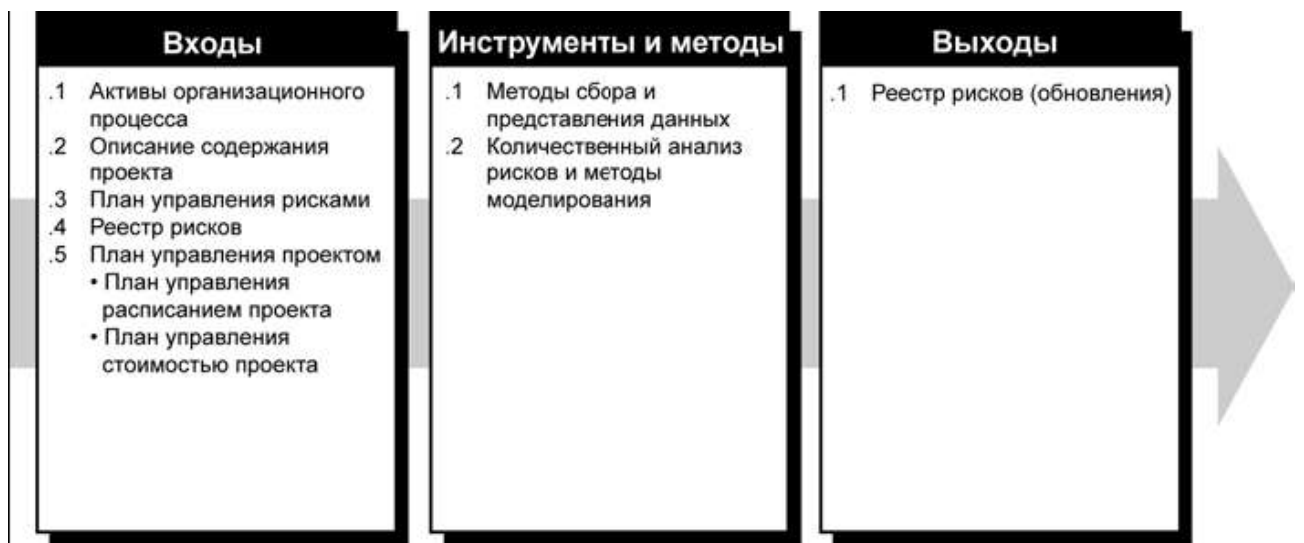 Входы
.1 Активы организационного
процесса
.2 Описание содержания
проекта
.3 План управления рисками
.4 Реестр рисков
.5 План управления проектом
• План управления
расписанием проекта
• План управления
стоимостью проекта
Инструменты и методы
.1 Методы сбора и
представления данных
.2 Количественный анализ
рисков и методы
моделирования
Выходы
.1 Реестр рисков (обновления)